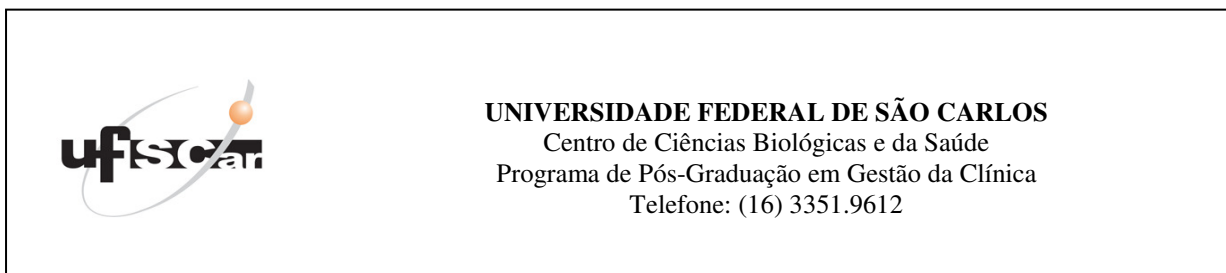 ufscar
UNIVERSIDADE FEDERAL DE SÃO CARLOS
Centro de Ciências Biológicas e da Saúde
Programa de Pós-Graduação em Gestão da Clínica
Telefone: (16) 3351.9612